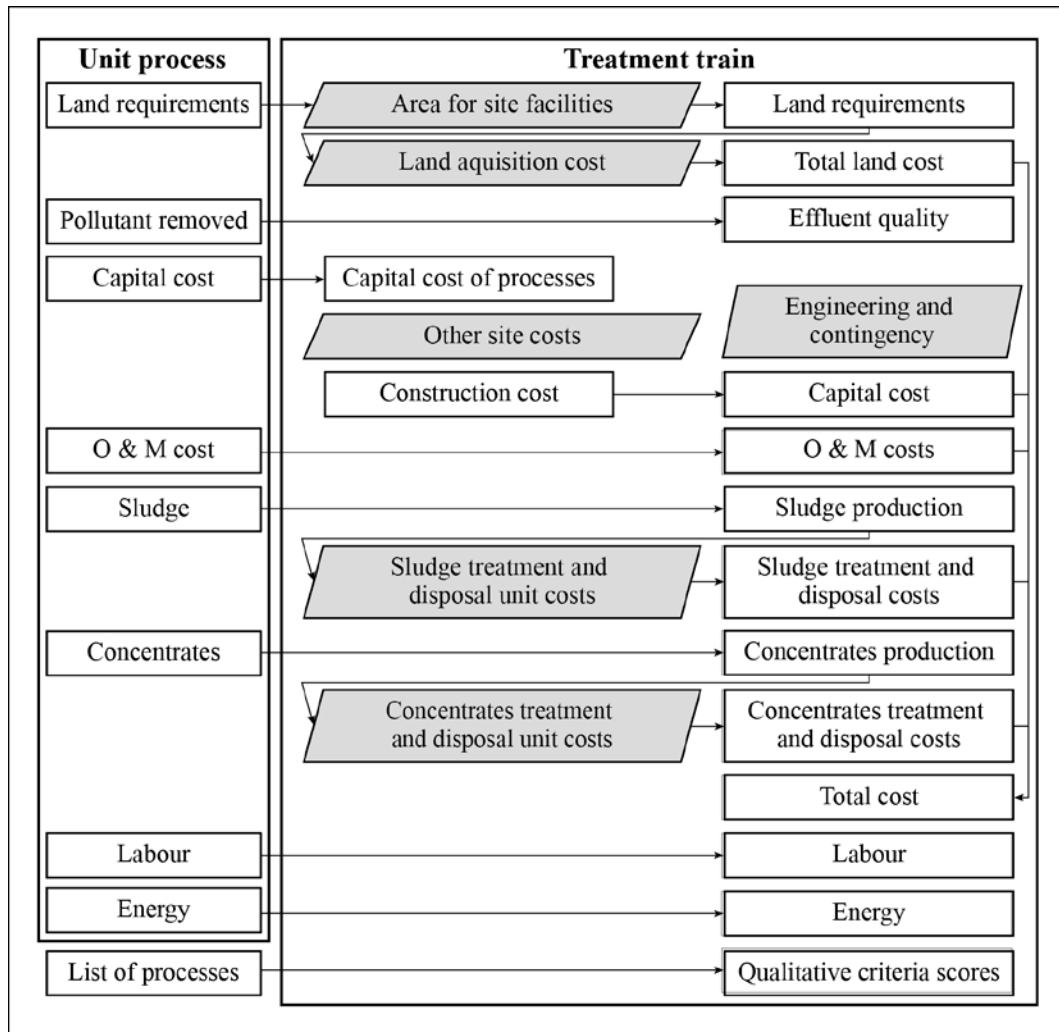 Unit process
Treatment train
Land requirements
Area for site facilities
Land requirements
Land aquisition cost
Total land cost
Pollutant removed
Effluent quality
Capital cost
Capital cost of processes
Other site costs
Engineering and
contingency
Construction cost
Capital cost
O & M cost
O & M costs
Sludge
Sludge production
Sludge treatment and
disposal unit costs
Sludge treatment and
disposal costs
Concentrates
Concentrates production
Concentrates treatment
and disposal unit costs
Concentrates treatment
and disposal costs
Total cost
Labour
Labour
Energy
Energy
List of processes
Qualitative criteria scores